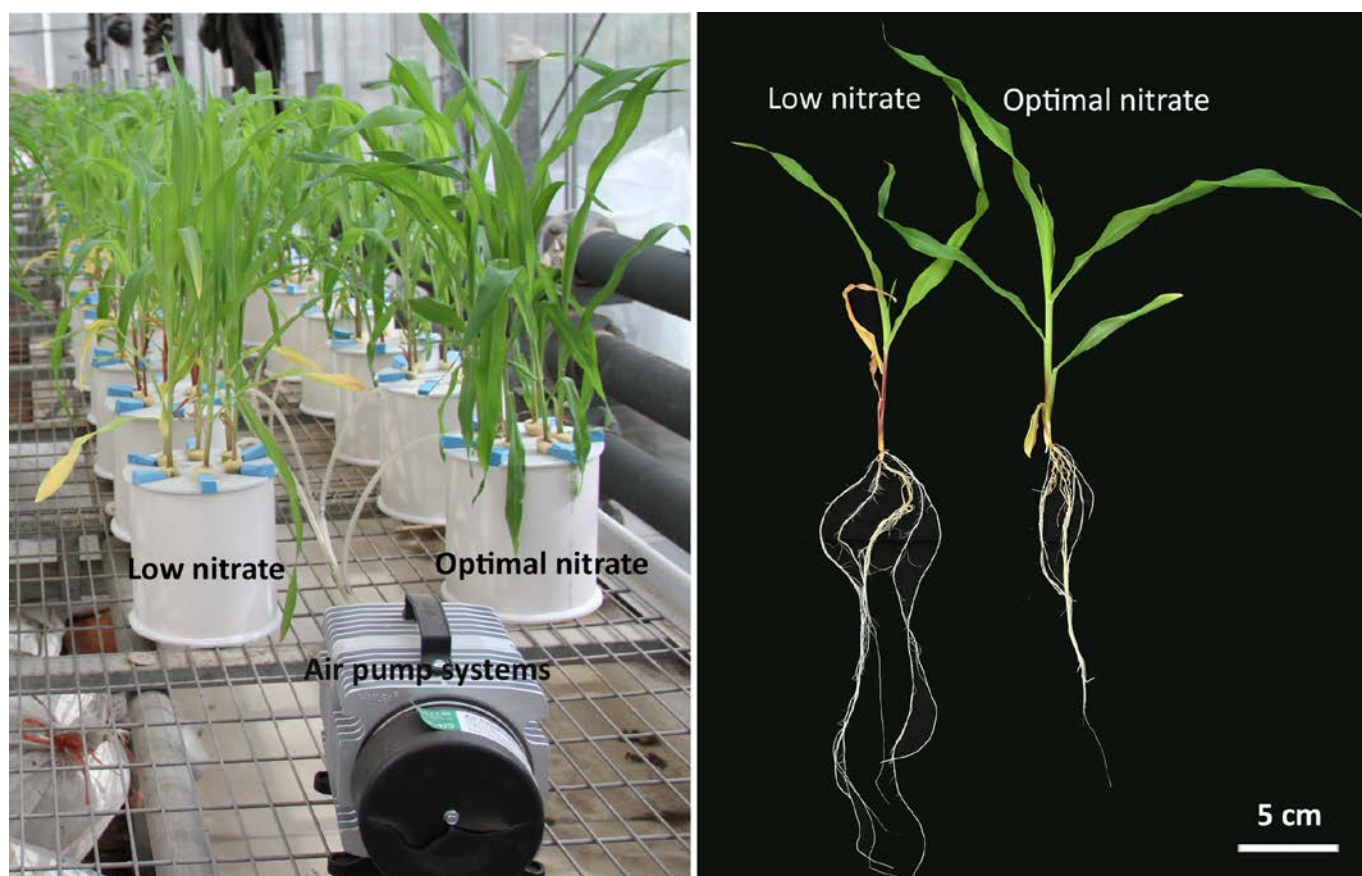 Low nitrate
Optimal nitrate
Air pump systems
Low nitrate
Optimal nitrate
5 cm